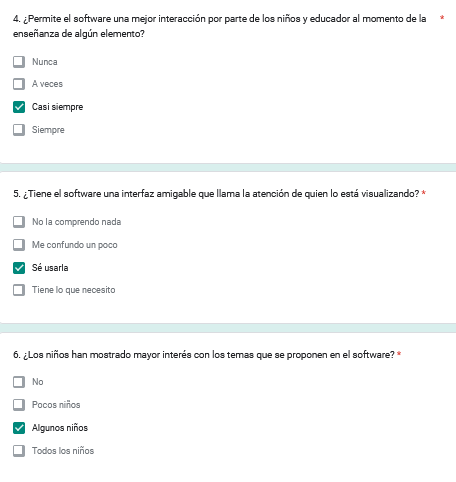 4. ¿Permite el software una mejor interacción por parte de los niños y educador al momento de la *
enseñanza de algún elemento?
Nunca
A veces
Casi siempre
Siempre
5. ¿Tiene el software una interfaz amigable que llama la atención de quien lo está visualizando? *
No la comprendo nada
Me confundo un poco
Sé usarla
Tiene lo que necesito
6. ¿Los niños han mostrado mayor interés con los temas que se proponen en el software? *
No
Pocos niños
Algunos niños
Todos los niños